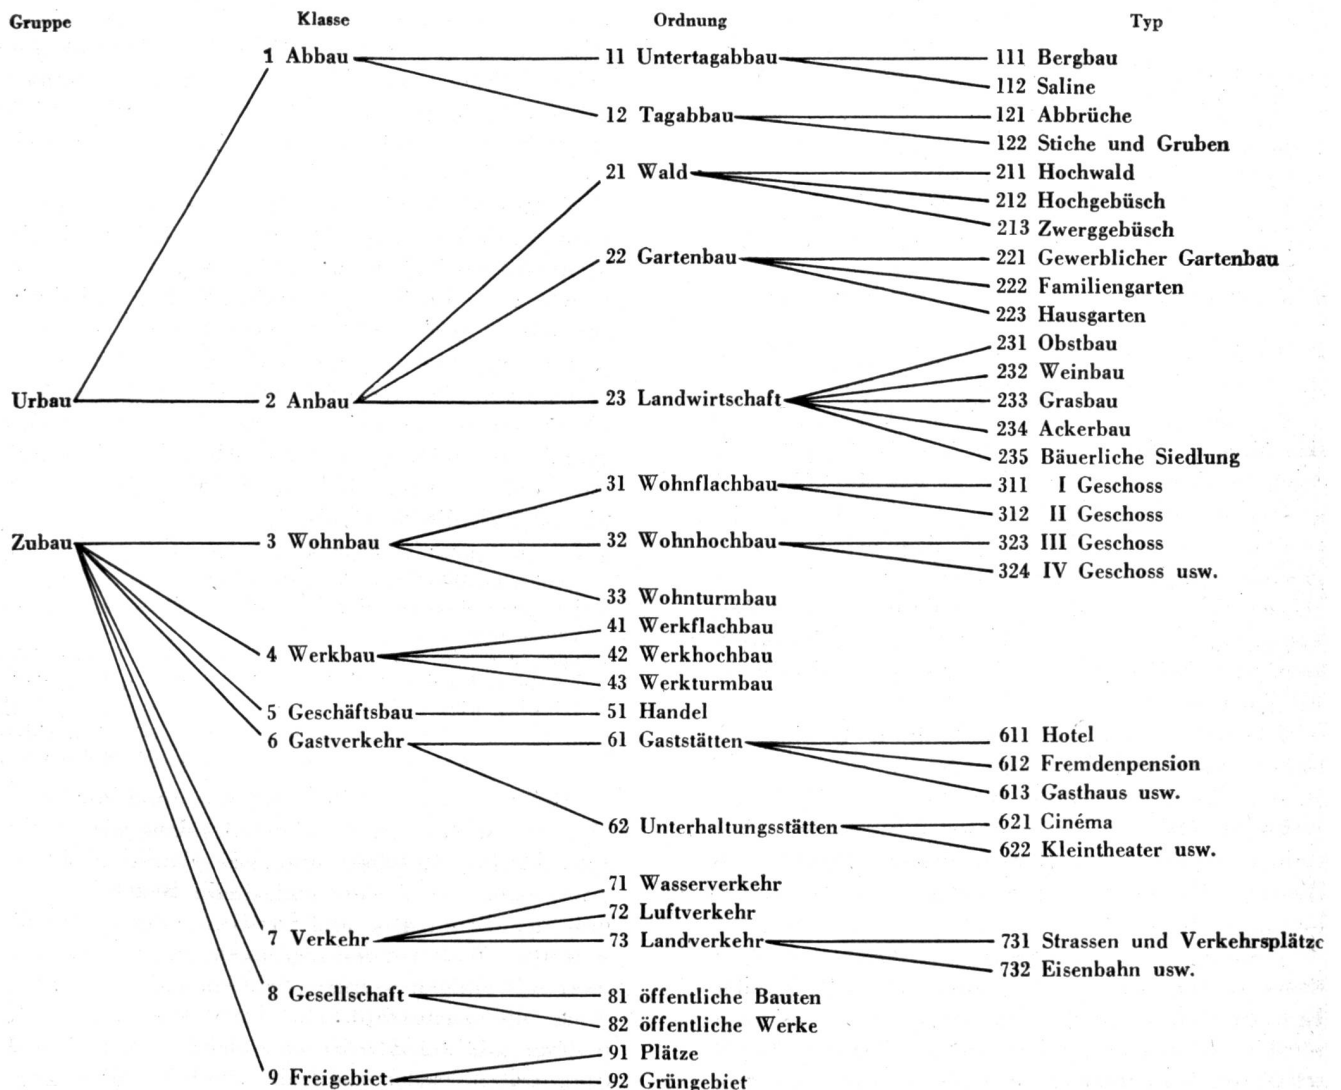 Gruppe Klasse Ordnung Typ
1 Abbau 11 Untertagabbau 111 Bergbau
112 Saline
12 Tagabbau 121 Abbrüche
122 Stiche und Gruben
21 Wald 211 Hochwald
212 Hochgebüsch
213 Zwerggebüsch
22 Gartenbau 221 Gewerblicher Gartenbau
222 Familiengarten
223 Hausgarten
231 Obstbau
232 Weinbau
Urbau 2 Anbau 23 Landwirtschaft 233 Grasbau
234 Ackerbau
235 Bäuerliche Siedlung
31 Wohnflachbau 311 I Geschoss
312 II Geschoss
Zubau 3 Wohnbau 32 Wohnhochbau 323 III Geschoss
324 IV Geschoss usw.
33 Wohnturmbau
41 Werkflachbau
4 Werkbau 42 Werkhochbau
43 Werkturmbau
5 Geschäftsbau 51 Handel
6 Gastverkehr 61 Gaststätten 611 Hotel
612 Fremdenpension
613 Gasthaus usw.
62 Unterhaltungsstätten 621 Cinéma
622 Kleintheater usw.
71 Wasserverkehr
72 Luftverkehr
7 Verkehr 73 Landverkehr 731 Strassen und Verkehrsplätze
732 Eisenbahn usw.
8 Gesellschaft 81 öffentliche Bauten
82 öffentliche Werke
91 Plätze
9 Freigebiet 92 Grüngebiet